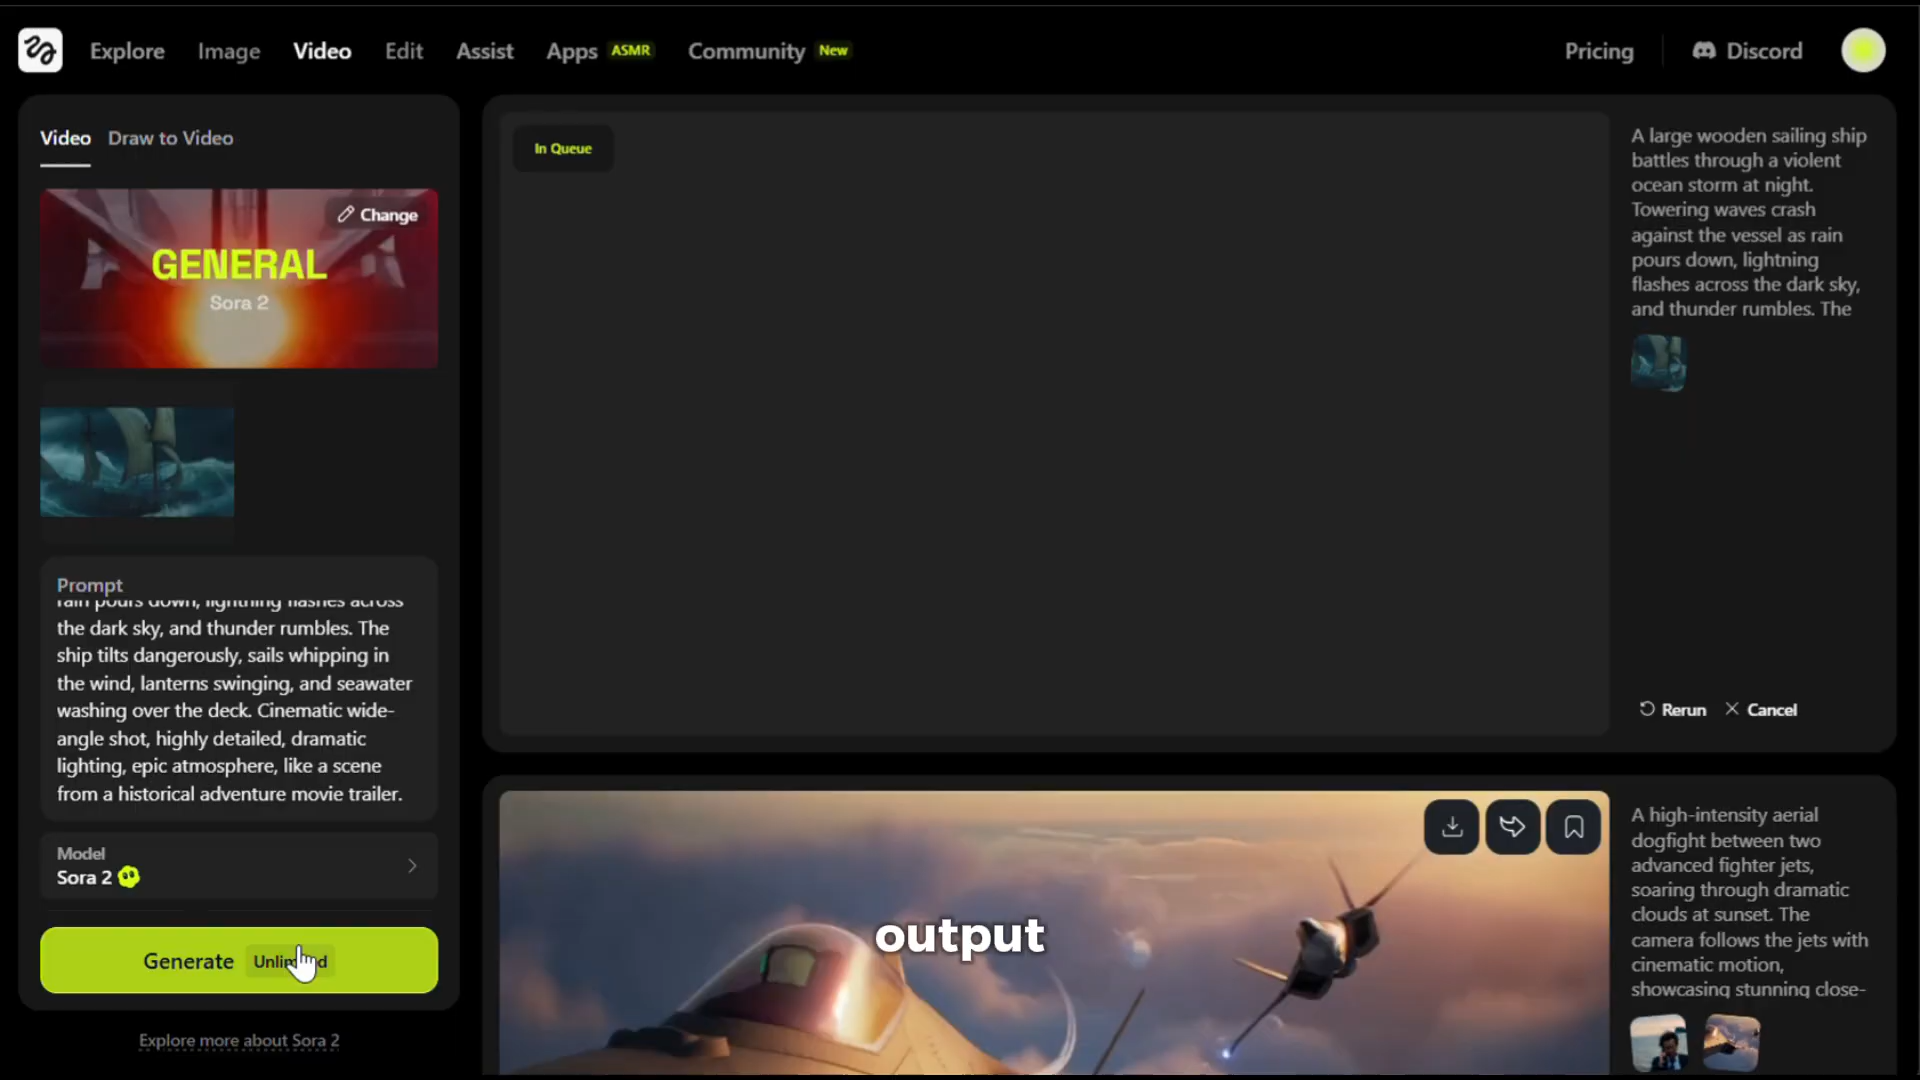 Explore Image Video Edit Assist Apps ASMR Community New Pricing Discord
Video Draw to Video
Change
GENERAL
Sora 2
Prompt
rain pours down, lightning flashes across
the dark sky, and thunder rumbles. The
ship tilts dangerously, sails whipping in
the wind, lanterns swinging, and seawater
washing over the deck. Cinematic wide-
angle shot, highly detailed, dramatic
lighting, epic atmosphere, like a scene
from a historical adventure movie trailer.
Model
Sora 2
Generate
Explore more about Sora 2
In Queue
A large wooden sailing ship
battles through a violent
ocean storm at night.
Towering waves crash
against the vessel as rain
pours down, lightning
flashes across the dark sky,
and thunder rumbles. The
Rerun Cancel
output
A high-intensity aerial
dogfight between two
advanced fighter jets,
soaring through dramatic
clouds at sunset. The
camera follows the jets with
cinematic motion,
showcasing stunning close-